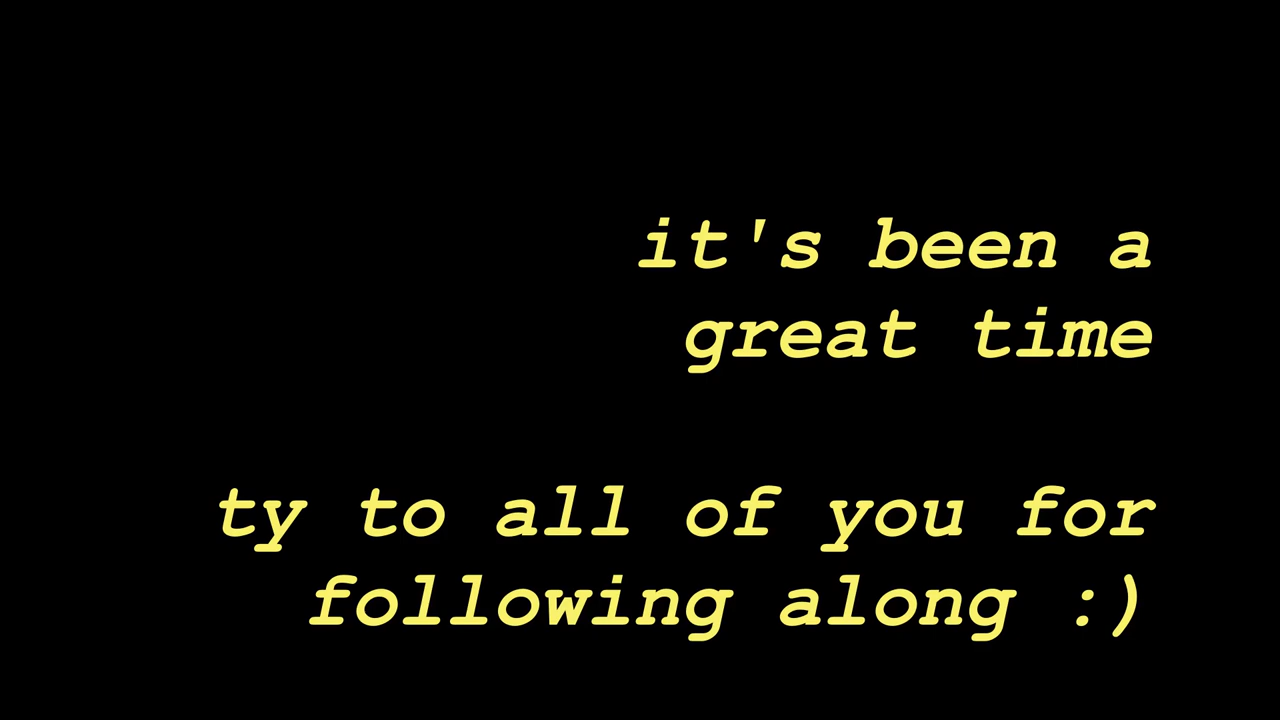 it's been a
great time
ty to all of you for
following along :)